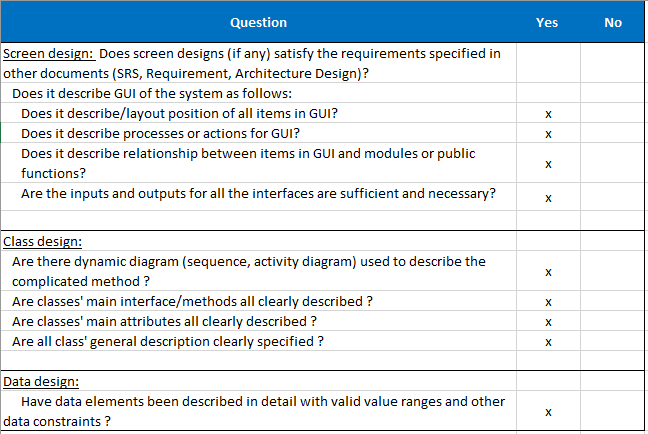 Question Yes No
Screen design: Does screen designs (if any) satisfy the requirements specified in
other documents (SRS, Requirement, Architecture Design)?
Does it describe GUI of the system as follows:
Does it describe/layout position of all items in GUI? x
Does it describe processes or actions for GUI? x
Does it describe relationship between items in GUI and modules or public
functions? x
Are the inputs and outputs for all the interfaces are sufficient and necessary? x
Class design:
Are there dynamic diagram (sequence, activity diagram) used to describe the
complicated method ? x
Are classes' main interface/methods all clearly described ? x
Are classes' main attributes all clearly described ? x
Are all class' general description clearly specified ? x
Data design:
Have data elements been described in detail with valid value ranges and other
data constraints ? x